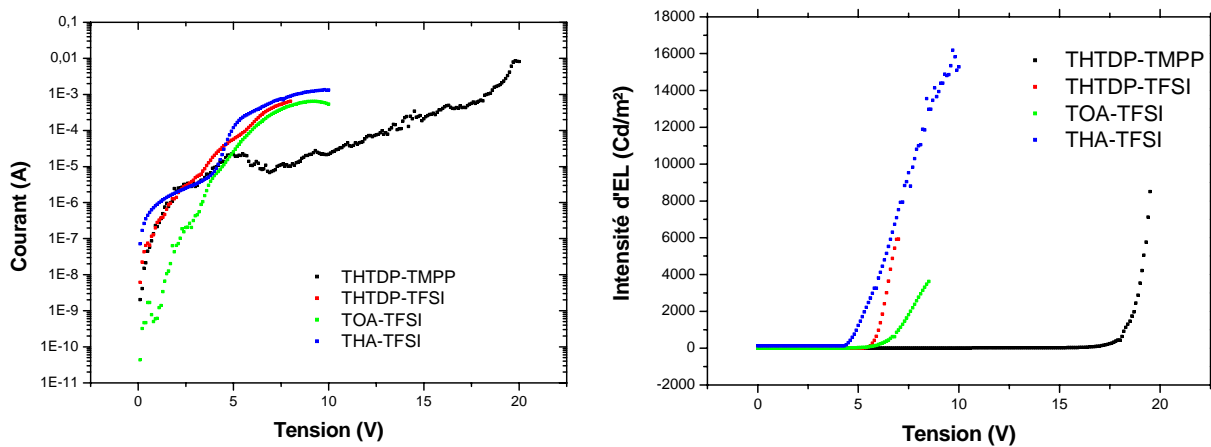 0,1
0,01
1E-3
1E-4
1E-5
1E-6
1E-7
1E-8
1E-9
1E-10
1E-11
Courant (A)
THTDP-TMPP
THTDP-TFSI
TOA-TFSI
THA-TFSI
0 5 10 15 20
Tension (V)
18000
16000
14000
12000
10000
8000
6000
4000
2000
0
-2000
Intensité d'EL (Cd/m²)
THTDP-TMPP
THTDP-TFSI
TOA-TFSI
THA-TFSI
0 5 10 15 20
Tension (V)